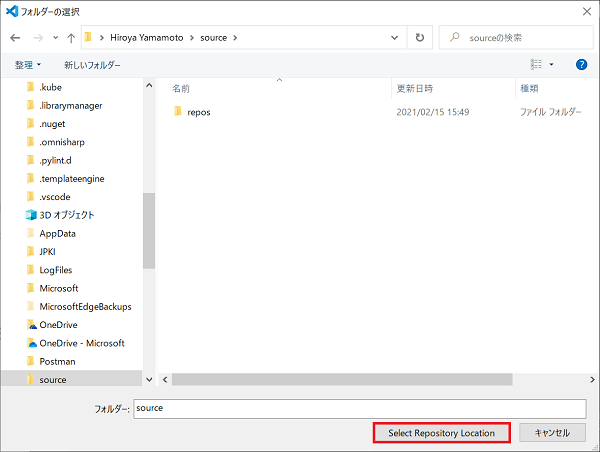 フォルダーの選択
Hiroya Yamamoto › source ›
sourceの検索
整理
新しいフォルダー
名前
更新日時
種類
repos
2021/02/15 15:49
ファイル フォルダー
.kube
.librarymanager
.nuget
.omnisharp
.pylint.d
.templateengine
.vscode
3D オブジェクト
AppData
JPKI
LogFiles
Microsoft
MicrosoftEdgeBackups
OneDrive
OneDrive - Microsoft
Postman
source
フォルダー: source
Select Repository Location
キャンセル